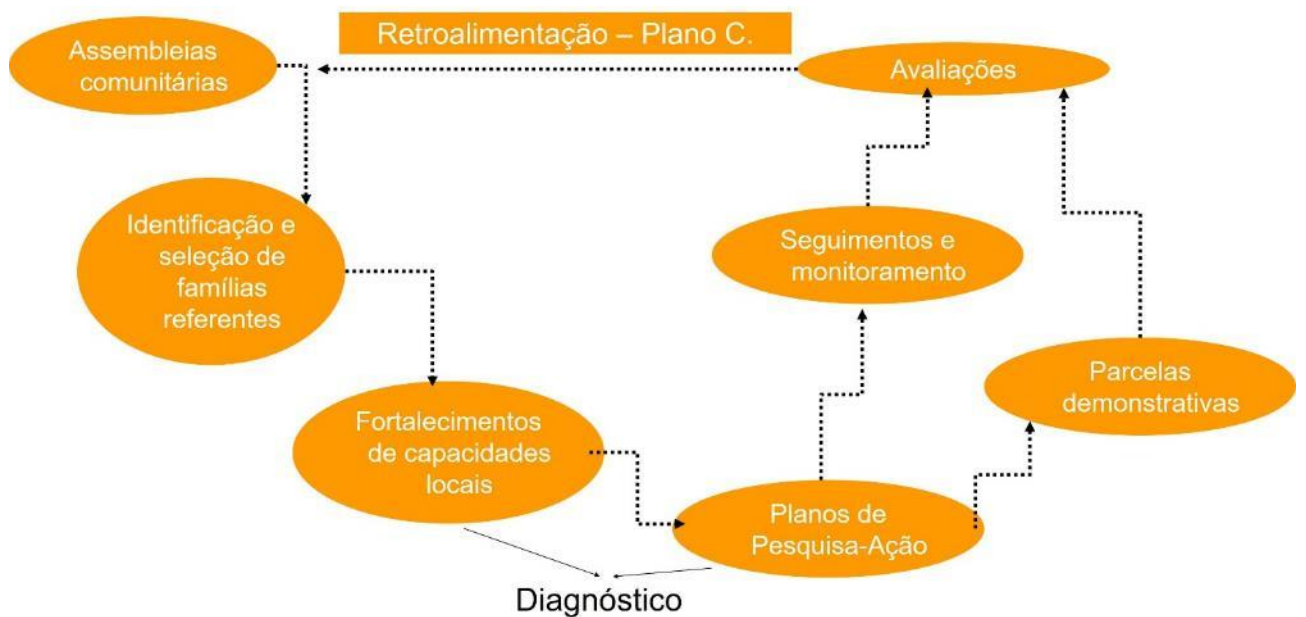 Retroalimentação – Plano C.
Assembleias
comunitárias
Avaliações
Identificação e
seleção de
famílias
referentes
Seguimentos e
monitoramento
Parcelas
demonstrativas
Fortalecimentos
de capacidades
locais
Planos de
Pesquisa-Ação
Diagnóstico